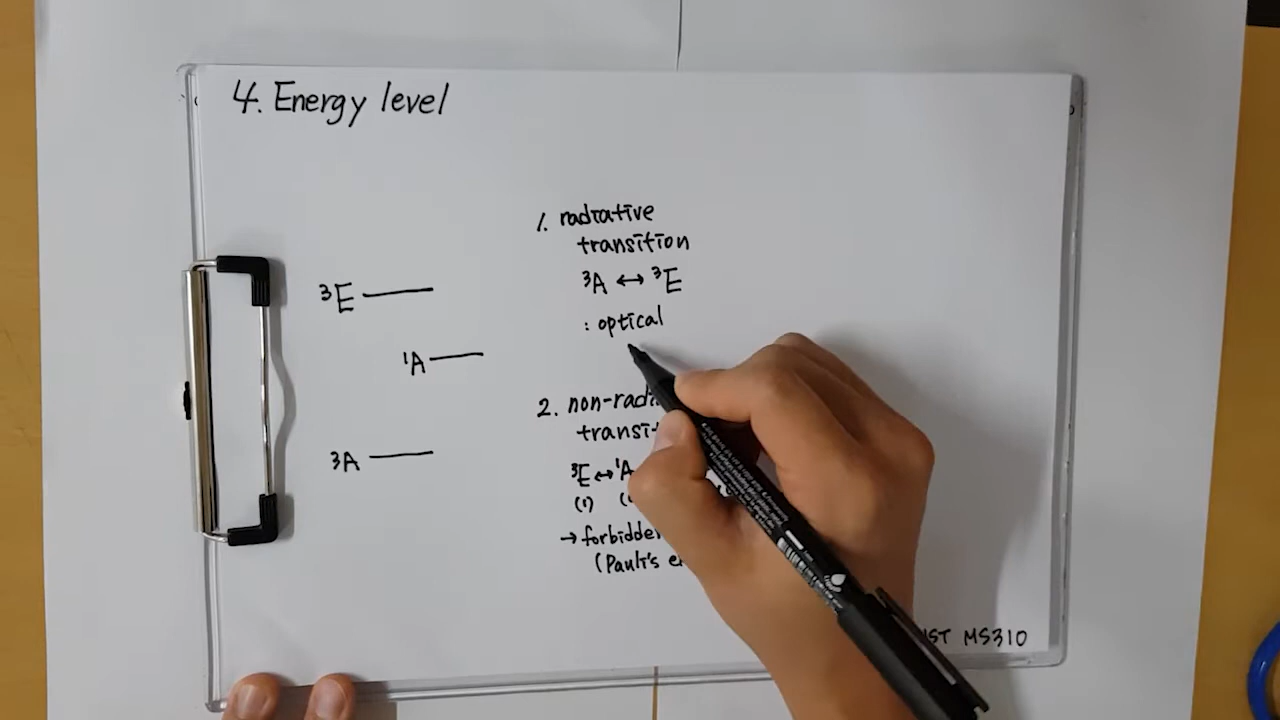 4. Energy level
³E
¹A
³A
1. radiative
transition
³A ↔ ³E
: optical
2. non-radi
transit
³E ↔ ¹A
(1)
→ forbidden
(Pauli's
MS310